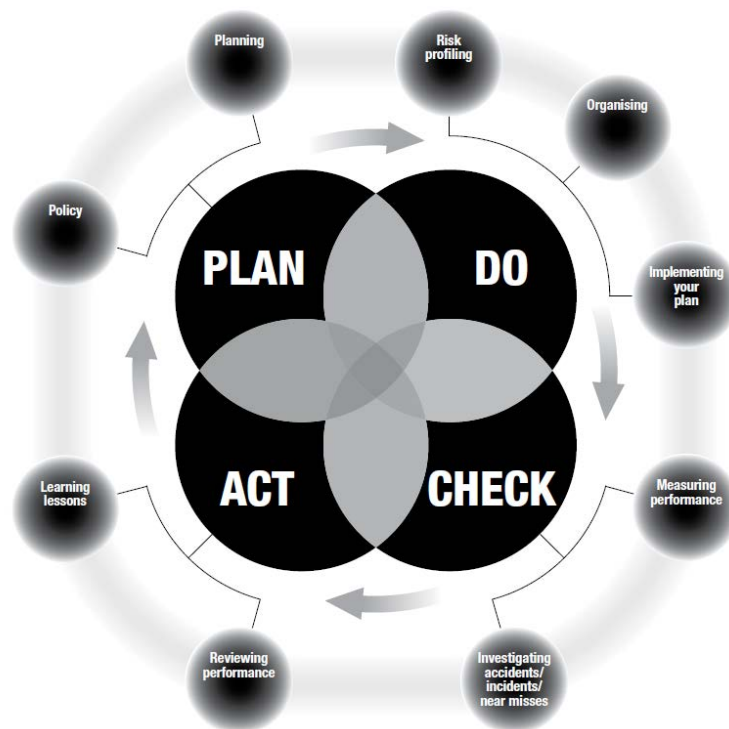 Planning
Risk
profiling
Organising
Policy
PLAN
DO
Implementing
your
plan
ACT
CHECK
Learning
lessons
Measuring
performance
Reviewing
performance
Investigating
accidents/
incidents/
near misses